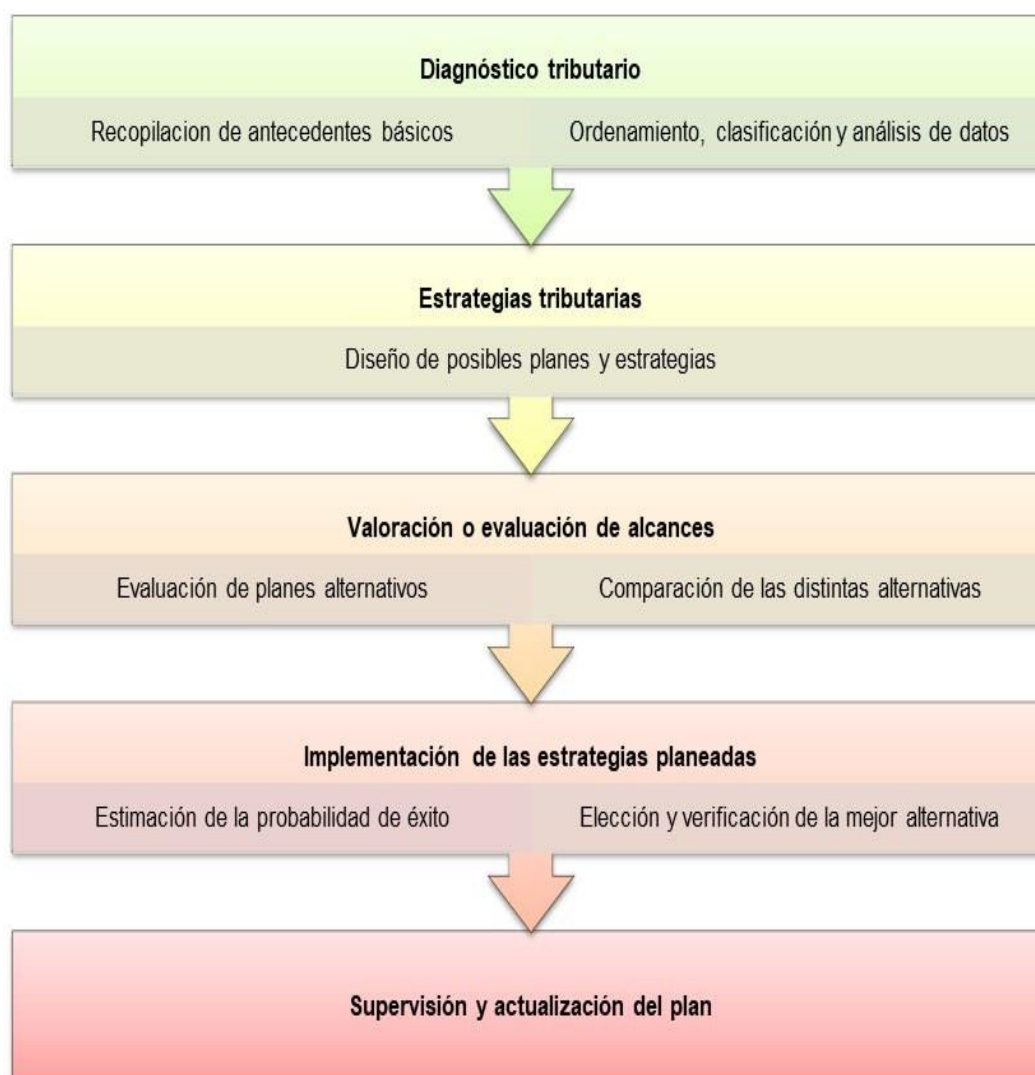 Diagnóstico tributario
Recopilacion de antecedentes básicos
Ordenamiento, clasificación y análisis de datos
Estrategias tributarias
Diseño de posibles planes y estrategias
Valoración o evaluación de alcances
Evaluación de planes alternativos
Comparación de las distintas alternativas
Implementación de las estrategias planeadas
Estimación de la probabilidad de éxito
Elección y verificación de la mejor alternativa
Supervisión y actualización del plan